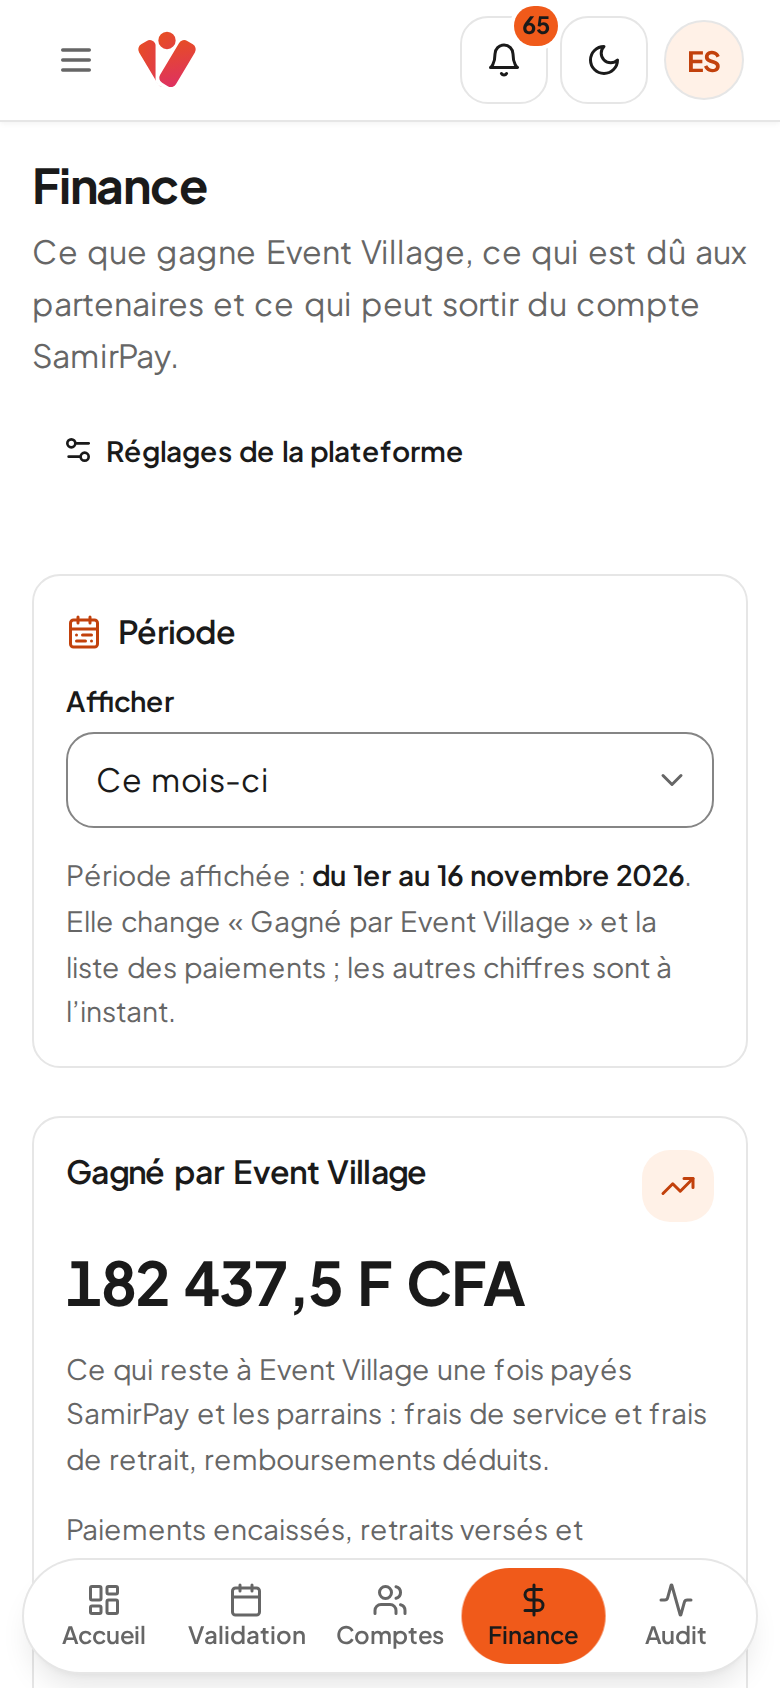 65
ES
Finance
Ce que gagne Event Village, ce qui est dû aux
partenaires et ce qui peut sortir du compte
SamirPay.
Réglages de la plateforme
Période
Afficher
Ce mois-ci
Période affichée : du 1er au 16 novembre 2026.
Elle change « Gagné par Event Village » et la
liste des paiements ; les autres chiffres sont à
l’instant.
Gagné par Event Village
182 437,5 F CFA
Ce qui reste à Event Village une fois payés
SamirPay et les parrains : frais de service et frais
de retrait, remboursements déduits.
Paiements encaissés, retraits versés et
Accueil
Validation
Comptes
Finance
Audit